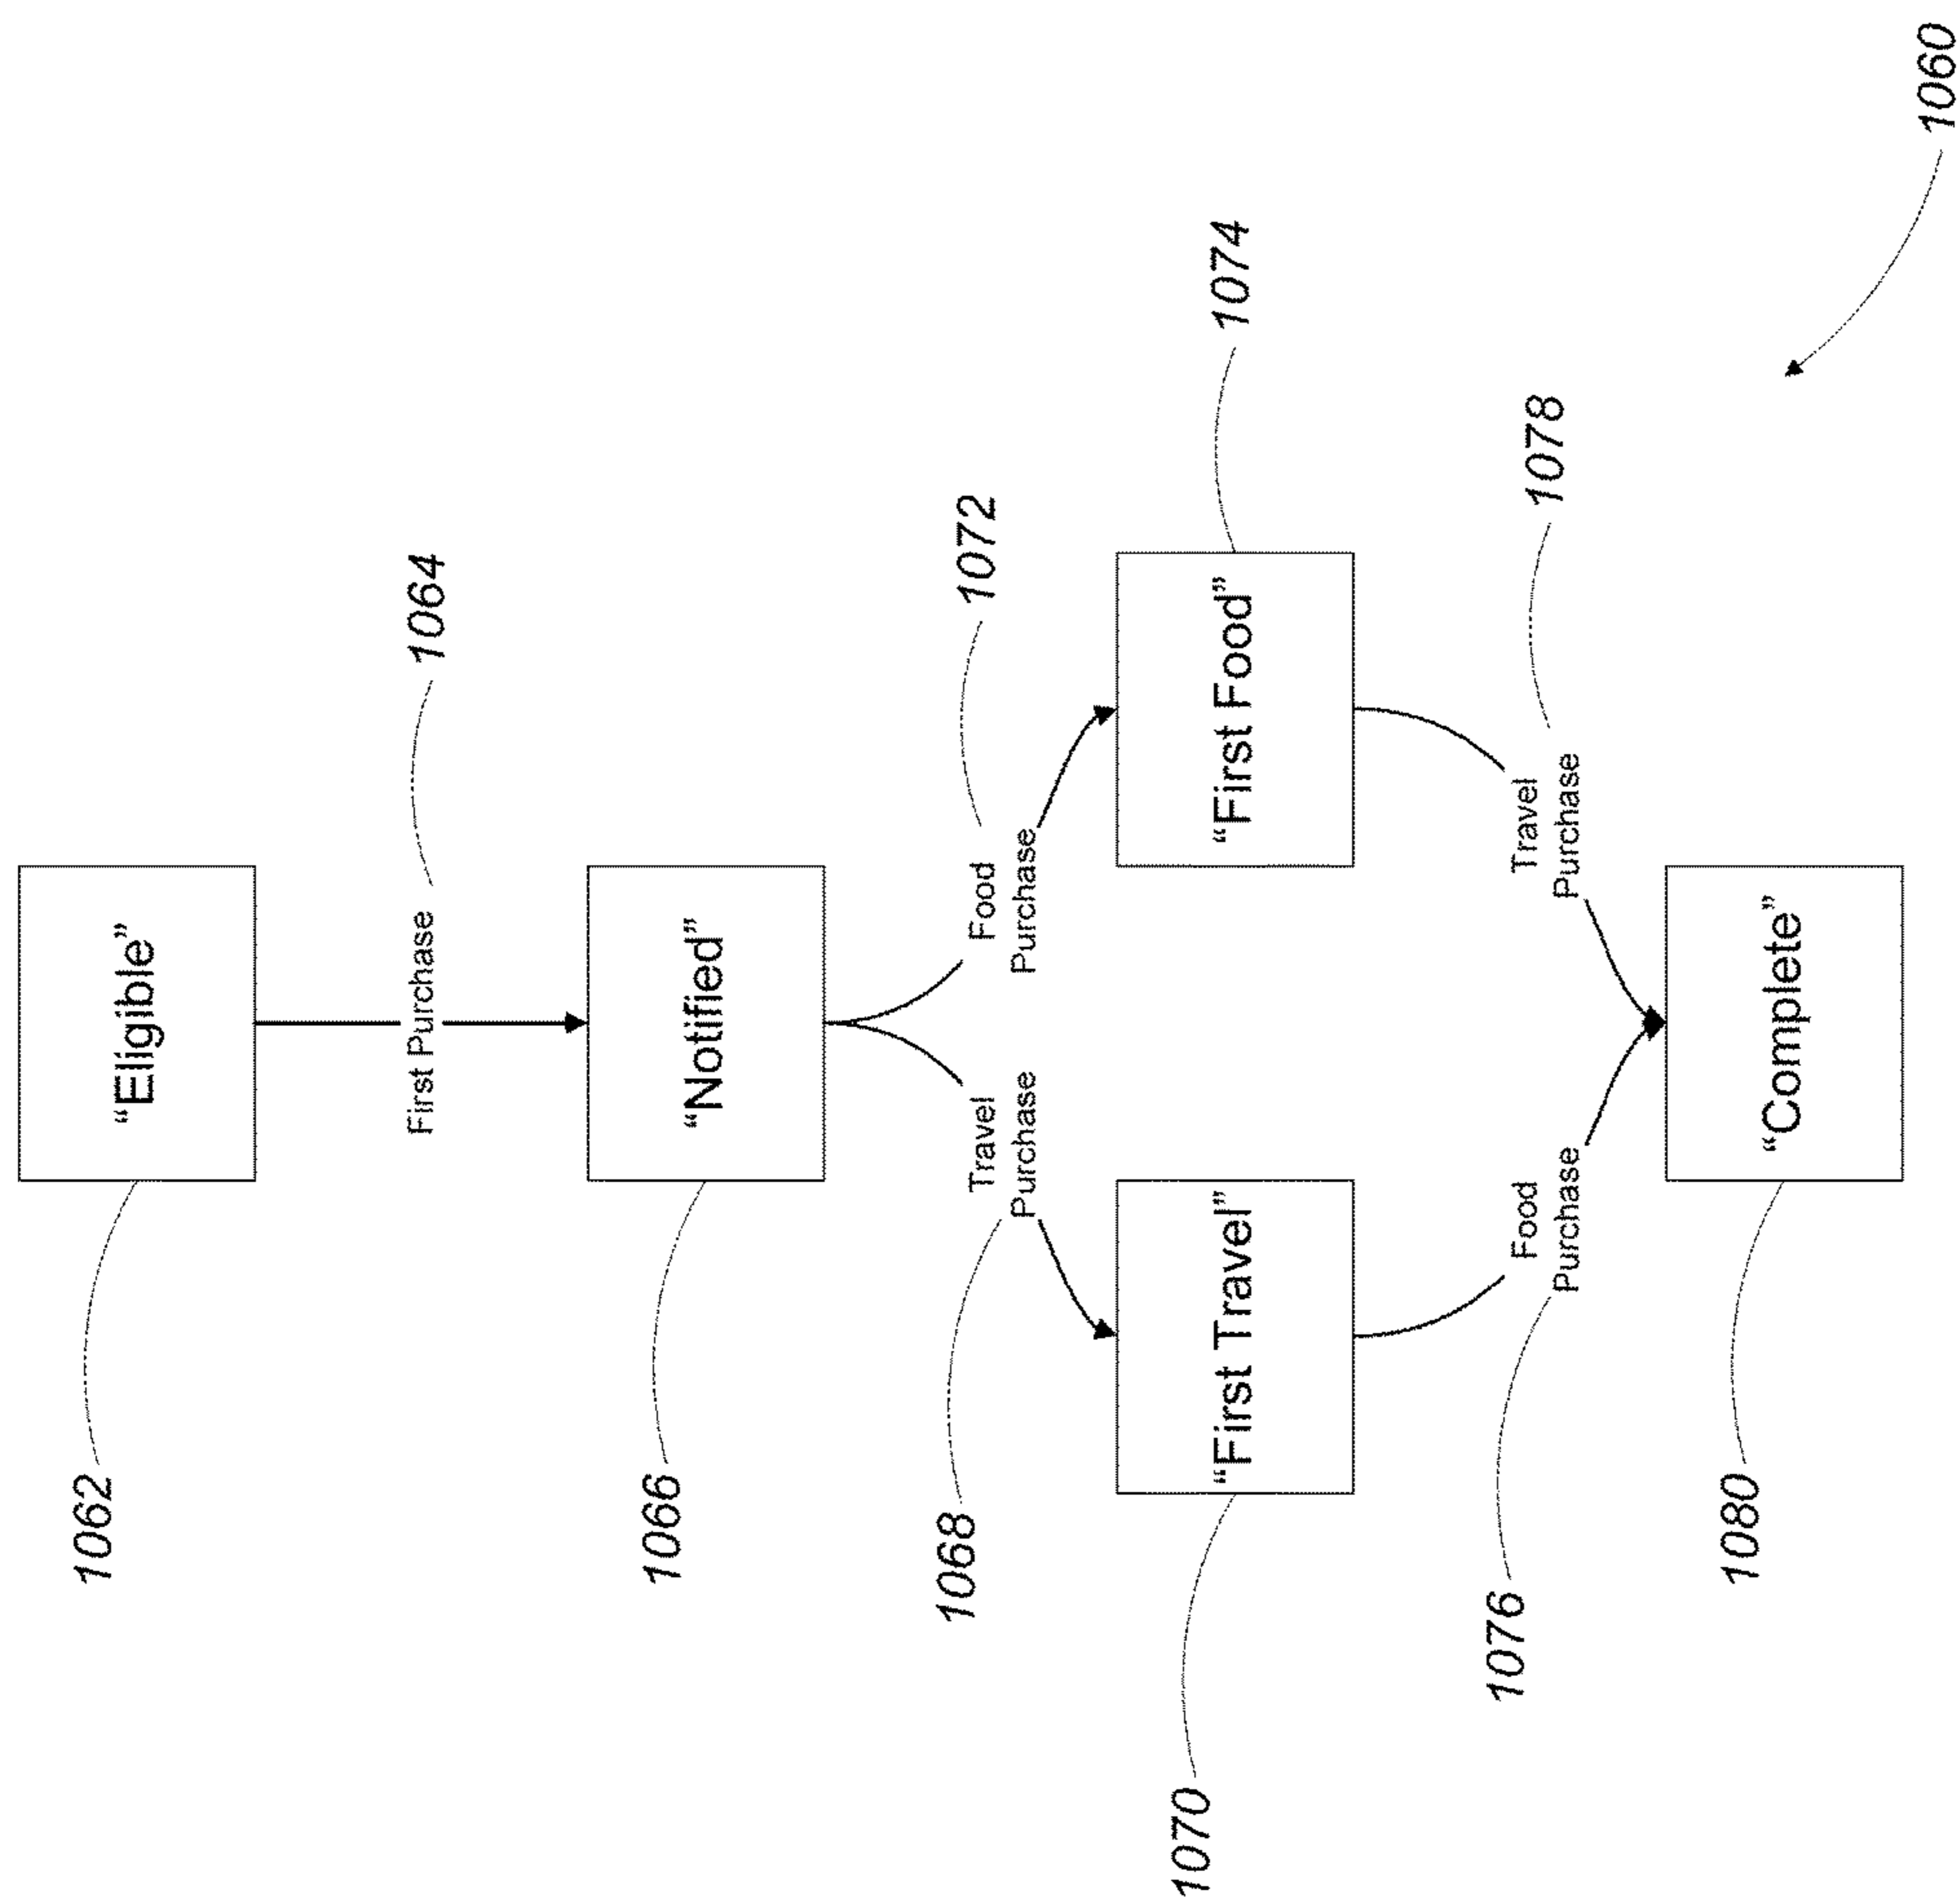 1062
“Eligible”
First Purchase
1064
1066
“Notified”
1068
Travel
Purchase
Food
Purchase
1072
1070
“First Travel”
“First Food”
1074
1076
Food
Purchase
Travel
Purchase
1078
1080
“Complete”
1060